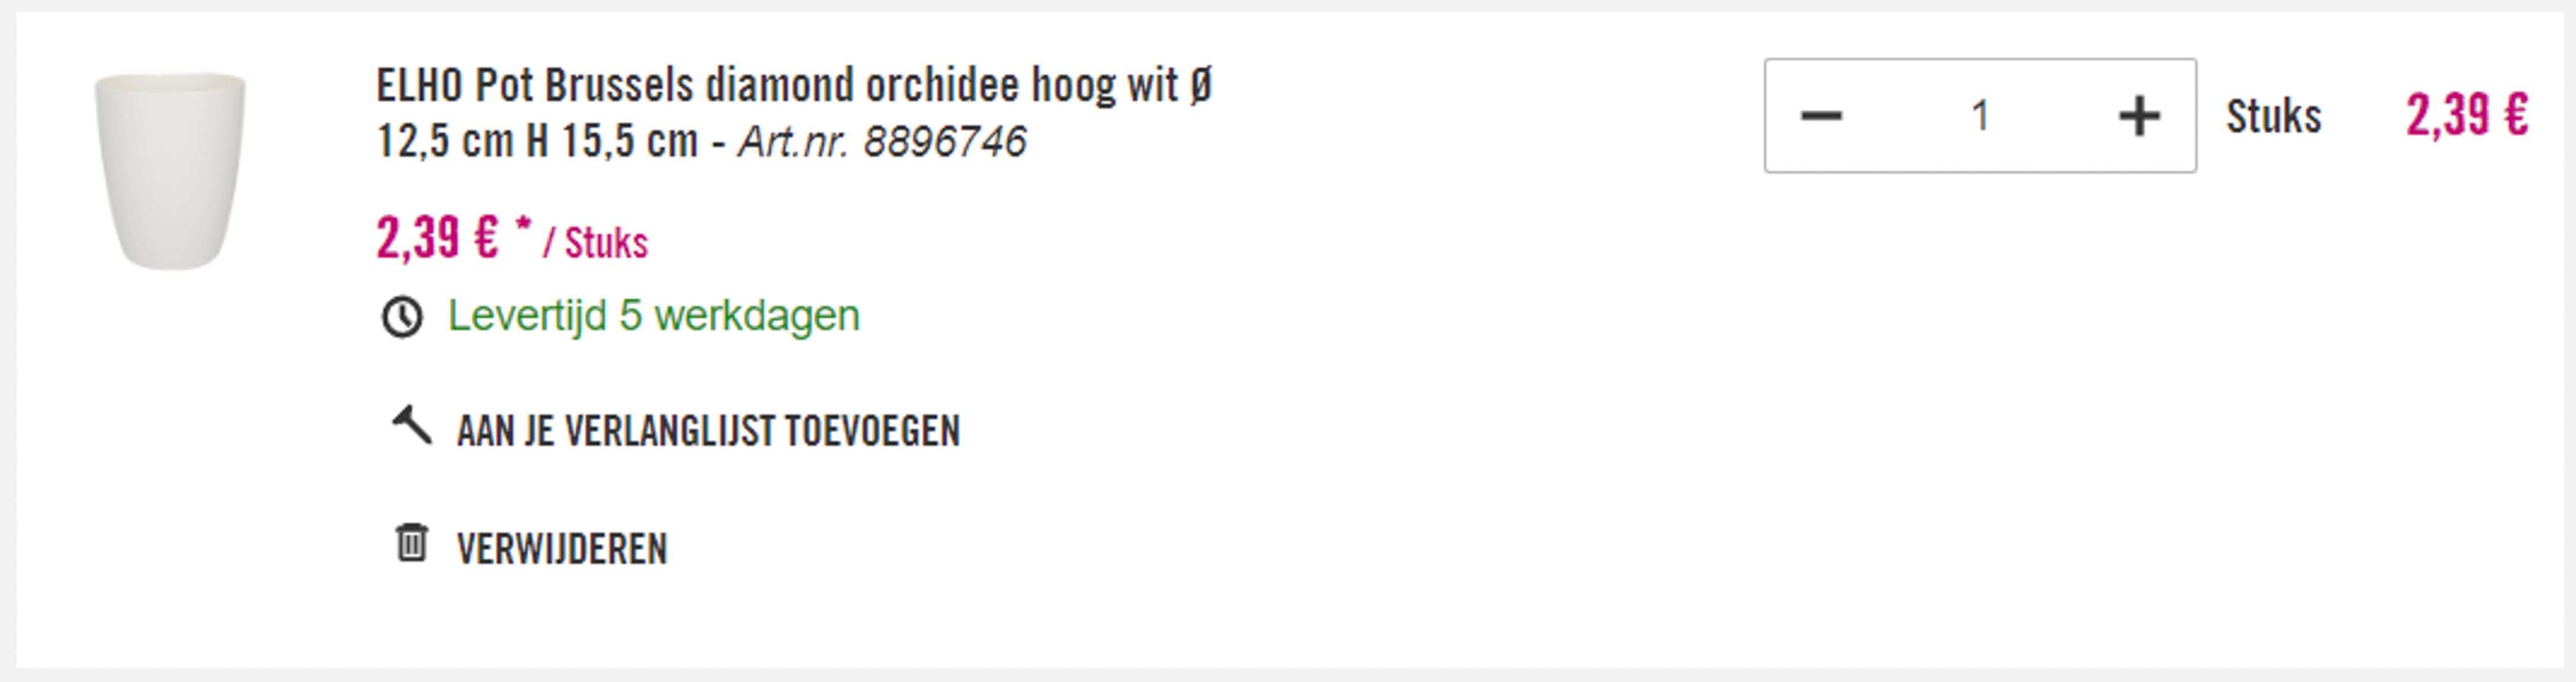 ELHO Pot Brussels diamond orchidee hoog wit Ø
12,5 cm H 15,5 cm - Art.nr. 8896746
1 Stuks 2,39 €
2,39 € * / Stuks
Levertijd 5 werkdagen
AAN JE VERLANGLIJST TOEVOEGEN
VERWIJDEREN